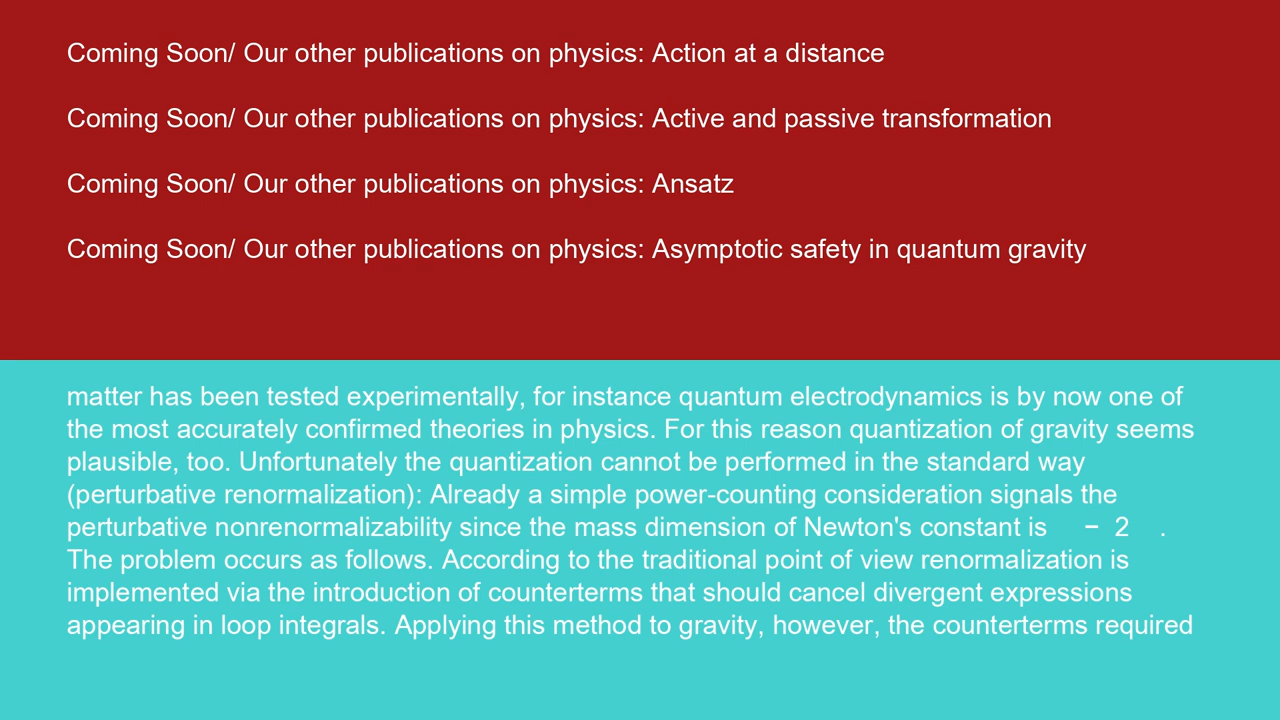 Coming Soon/ Our other publications on physics: Action at a distance
Coming Soon/ Our other publications on physics: Active and passive transformation
Coming Soon/ Our other publications on physics: Ansatz
Coming Soon/ Our other publications on physics: Asymptotic safety in quantum gravity
matter has been tested experimentally, for instance quantum electrodynamics is by now one of
the most accurately confirmed theories in physics. For this reason quantization of gravity seems
plausible, too. Unfortunately the quantization cannot be performed in the standard way
(perturbative renormalization): Already a simple power-counting consideration signals the
perturbative nonrenormalizability since the mass dimension of Newton's constant is − 2 .
The problem occurs as follows. According to the traditional point of view renormalization is
implemented via the introduction of counterterms that should cancel divergent expressions
appearing in loop integrals. Applying this method to gravity, however, the counterterms required